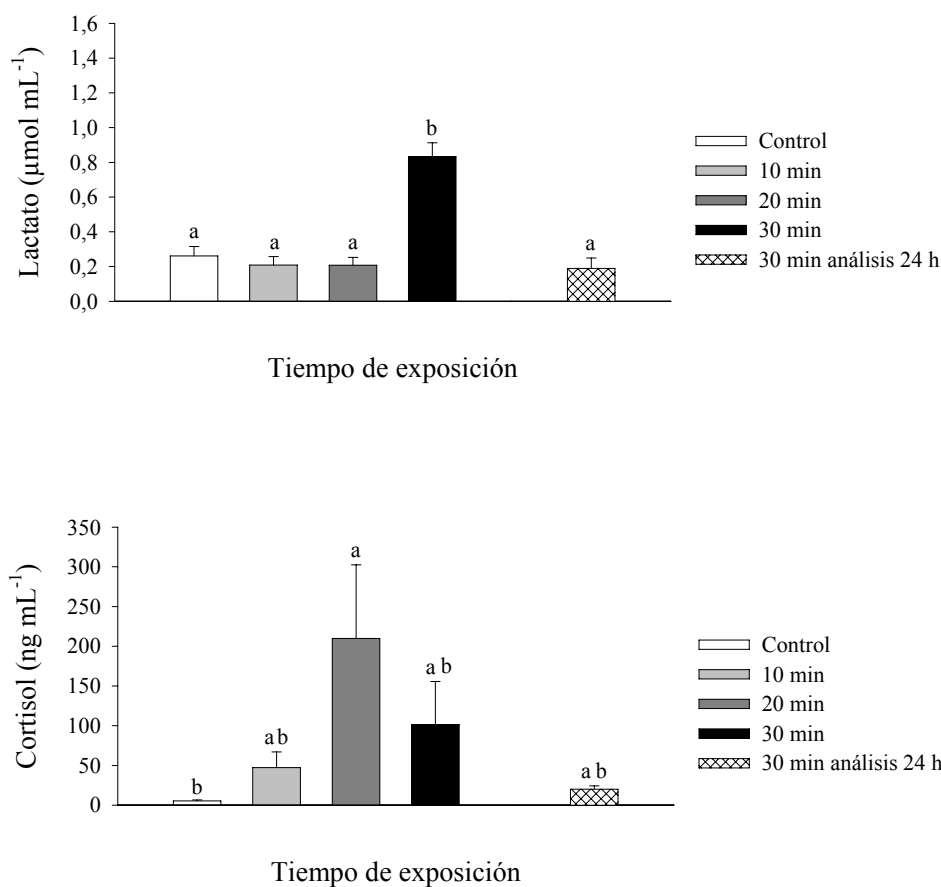 Lactato (µmol mL-1)
1,6
1,4
1,2
1,0
0,8
0,6
0,4
0,2
0,0
a
a
a
b
a
Control
10 min
20 min
30 min
30 min análisis 24 h
Tiempo de exposición
Cortisol (ng mL-1)
350
300
250
200
150
100
50
0
b
a b
a
a b
a b
Control
10 min
20 min
30 min
30 min análisis 24 h
Tiempo de exposición